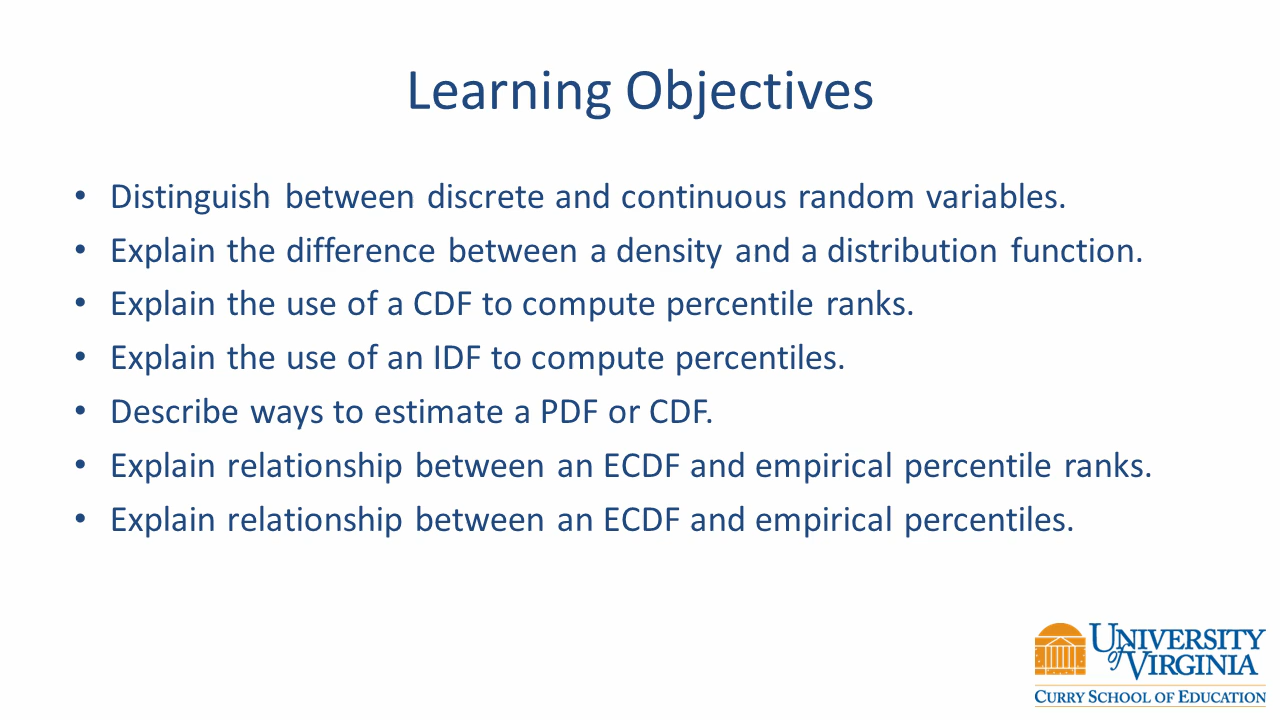 Learning Objectives
• Distinguish between discrete and continuous random variables.
• Explain the difference between a density and a distribution function.
• Explain the use of a CDF to compute percentile ranks.
• Explain the use of an IDF to compute percentiles.
• Describe ways to estimate a PDF or CDF.
• Explain relationship between an ECDF and empirical percentile ranks.
• Explain relationship between an ECDF and empirical percentiles.
UNIVERSITY
of VIRGINIA
CURRY SCHOOL OF EDUCATION